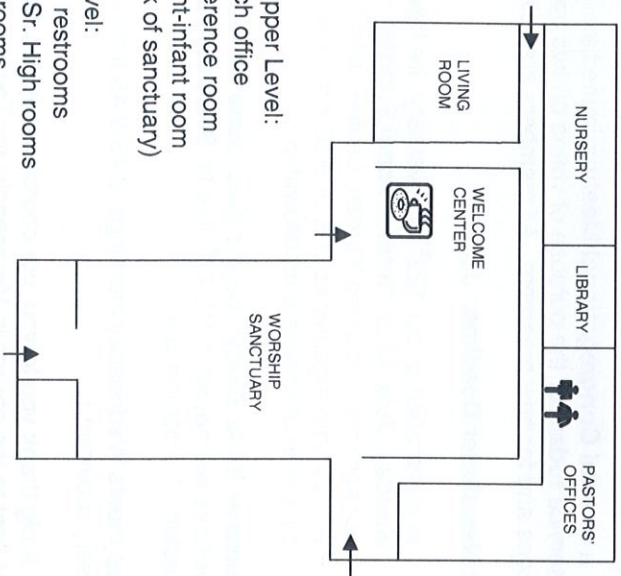 NURSERY
LIBRARY
PASTORS'
OFFICES
LIVING
ROOM
WELCOME
CENTER
WORSHIP
SANCTUARY
pper Level:
ch office
erence room
nt-infant room
k of sanctuary)
vel:
restrooms
Sr. High rooms
rooms